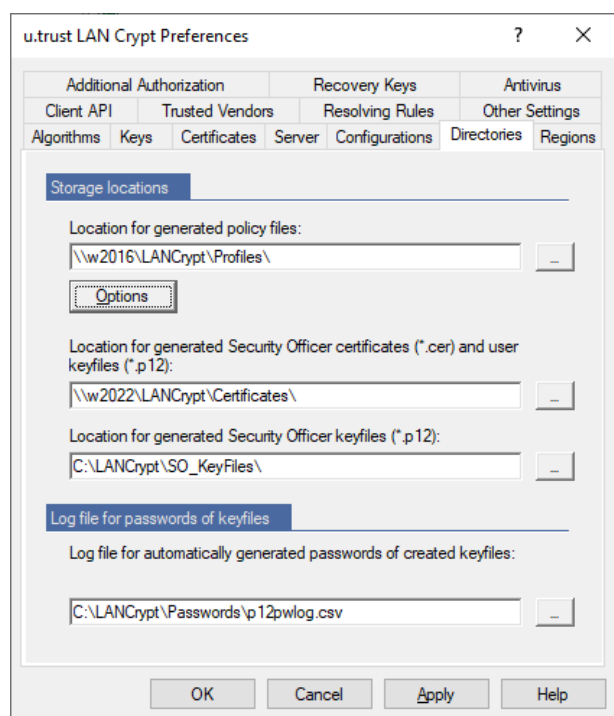 u.trust LAN Crypt Preferences
?
Additional Authorization Recovery Keys Antivirus
Client API Trusted Vendors Resolving Rules Other Settings
Algorithms Keys Certificates Server Configurations Directories Regions
Storage locations
Location for generated policy files:
\\w2016\LANCrypt\Profiles\
...
Options
Location for generated Security Officer certificates (*.cer) and user
keyfiles (*.p12):
\\w2022\LANCrypt\Certificates\
...
Location for generated Security Officer keyfiles (*.p12):
C:\LANCrypt\SO_KeyFiles\
...
Log file for passwords of keyfiles
Log file for automatically generated passwords of created keyfiles:
C:\LANCrypt\Passwords\p12pwlog.csv
...
OK Cancel Apply Help